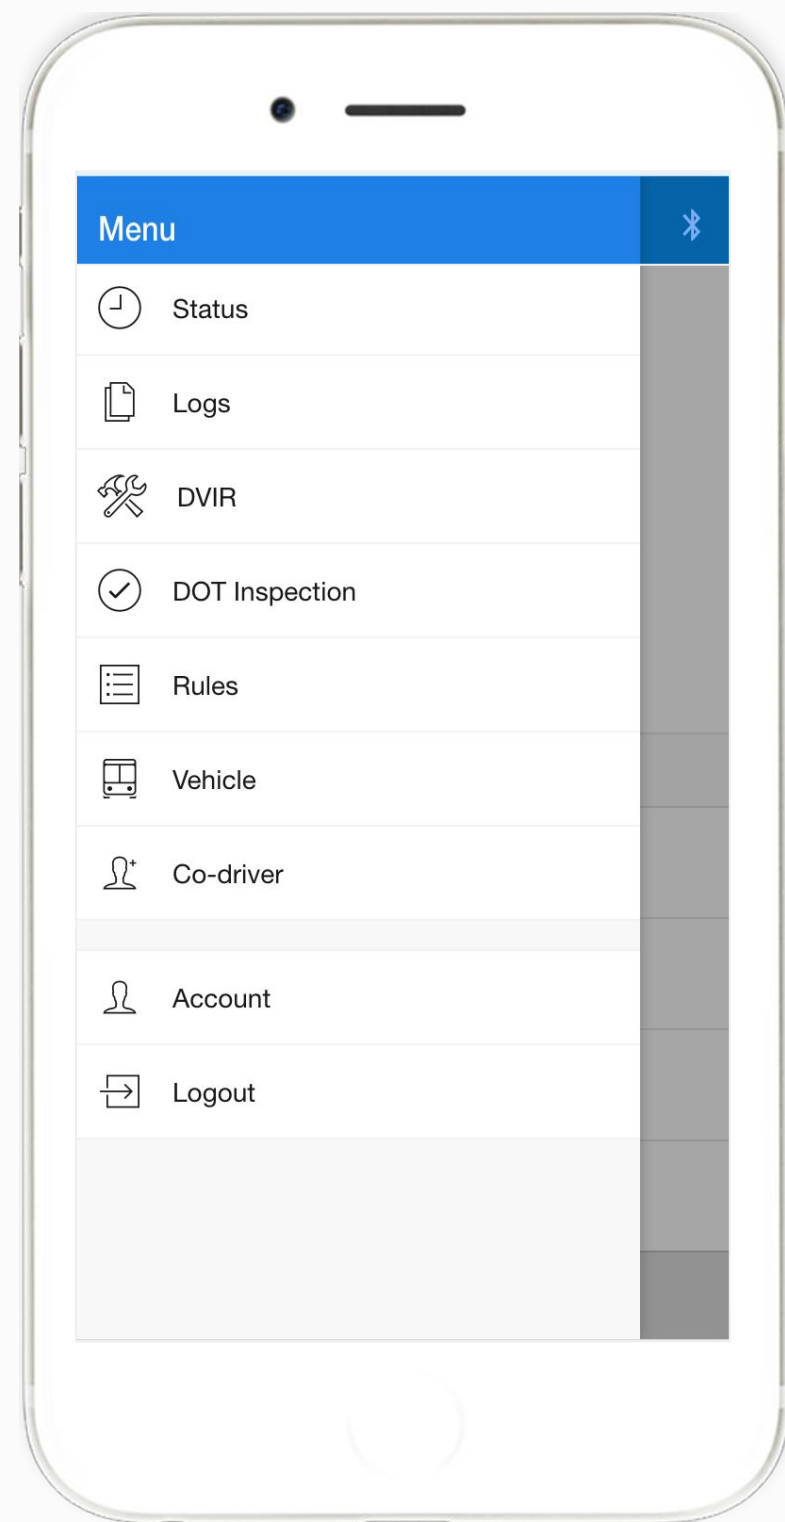 Menu
Status
Logs
DVIR
DOT Inspection
Rules
Vehicle
Co-driver
Account
Logout